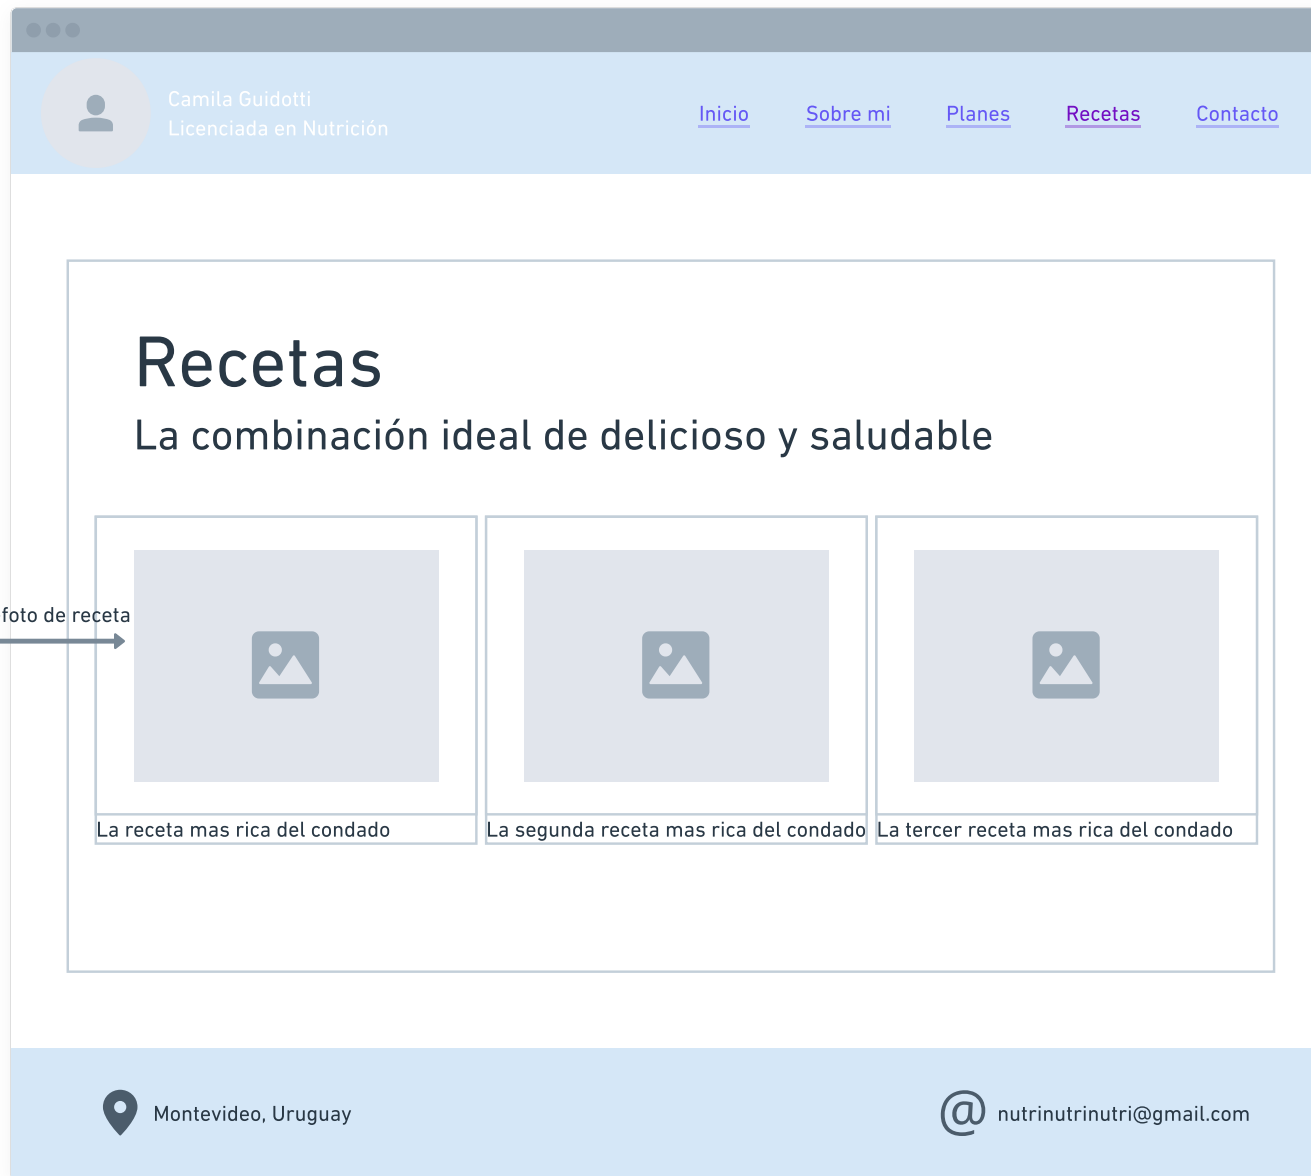 Camila Guidotti
Licenciada en Nutrición
Inicio
Sobre mi
Planes
Recetas
Contacto
Recetas
La combinación ideal de delicioso y saludable
foto de receta
La receta mas rica del condado
La segunda receta mas rica del condado
La tercer receta mas rica del condado
Montevideo, Uruguay
@ nutrinutrinutri@gmail.com